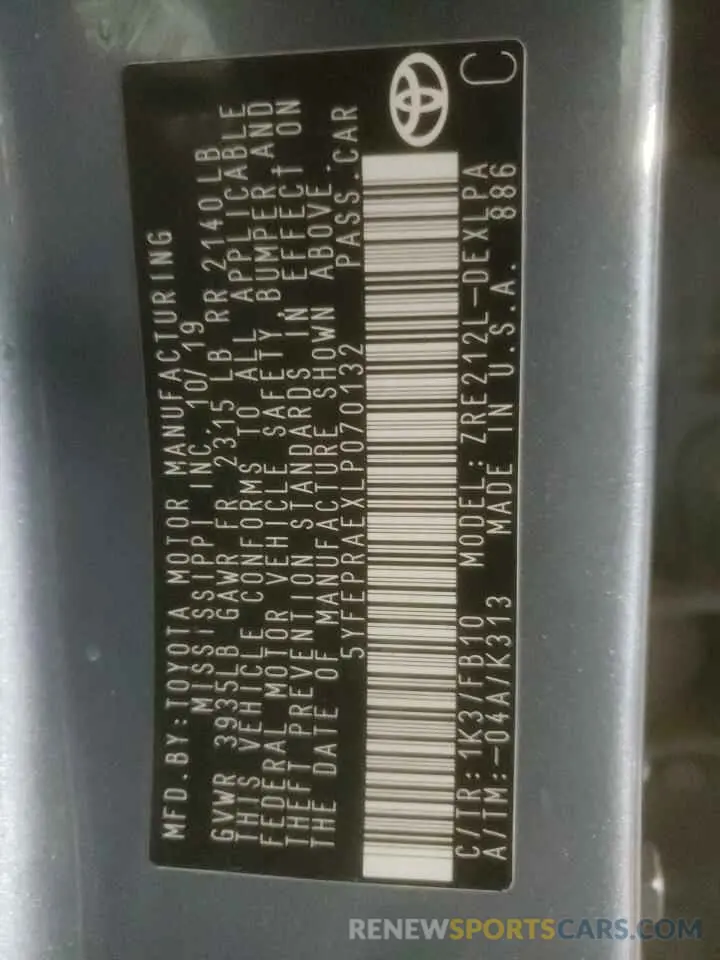 MFD.BY:TOYOTA MOTOR MANUFACTURING
MISSISSIPPI INC. 10/19
GVWR 3935LB GAWR FR 2315 LB RR 2140LB
THIS VEHICLE CONFORMS TO ALL APPLICABLE
FEDERAL MOTOR VEHICLE SAFETY, BUMPER AND
THEFT PREVENTION STANDARDS IN EFFECT ON
THE DATE OF MANUFACTURE SHOWN ABOVE.
5YFEPRAEXLP070132 PASS.CAR
C/TR:1K3/FB10 MODEL:ZRE212L-DEXLPA
A/TM:-04A/K313 MADE IN U.S.A. 886
C
RENEWSPORTSCARS.COM